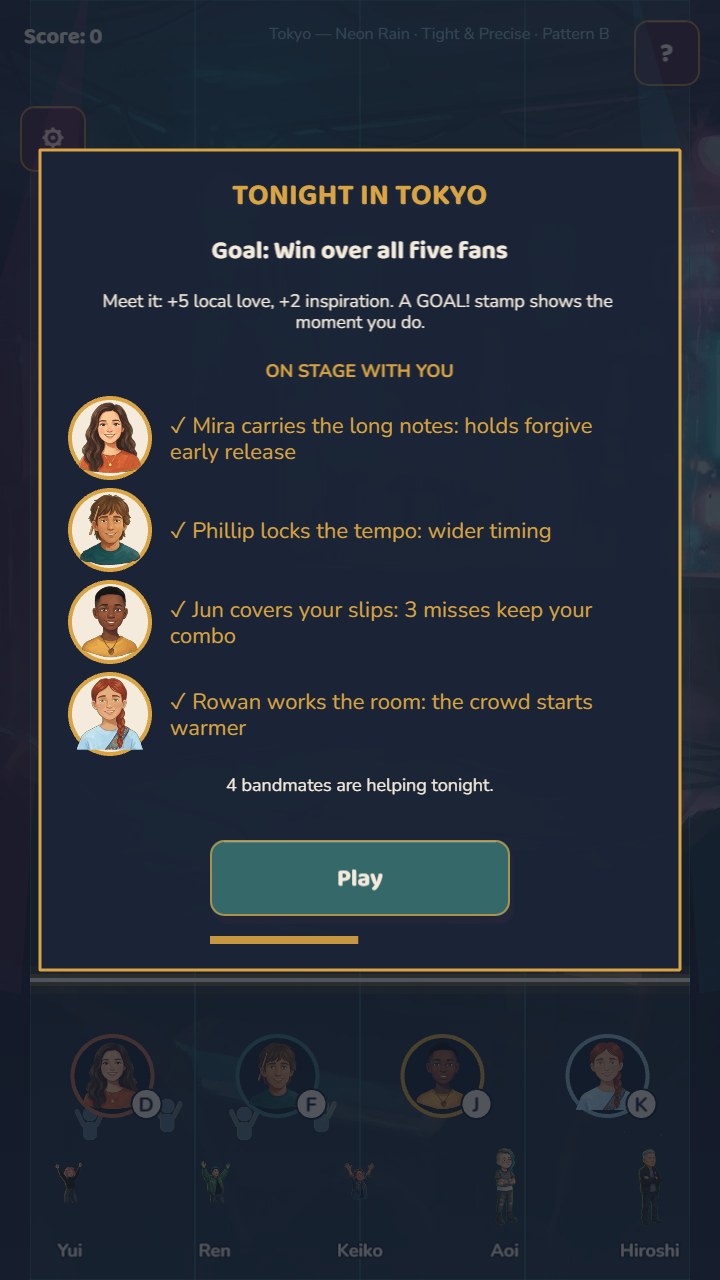 Score: 0
Tokyo — Neon Rain · Tight & Precise · Pattern B
?
TONIGHT IN TOKYO
Goal: Win over all five fans
Meet it: +5 local love, +2 inspiration. A GOAL! stamp shows the
moment you do.
ON STAGE WITH YOU
✓ Mira carries the long notes: holds forgive
early release
✓ Phillip locks the tempo: wider timing
✓ Jun covers your slips: 3 misses keep your
combo
✓ Rowan works the room: the crowd starts
warmer
4 bandmates are helping tonight.
Play
D F J K
Yui Ren Keiko Aoi Hiroshi